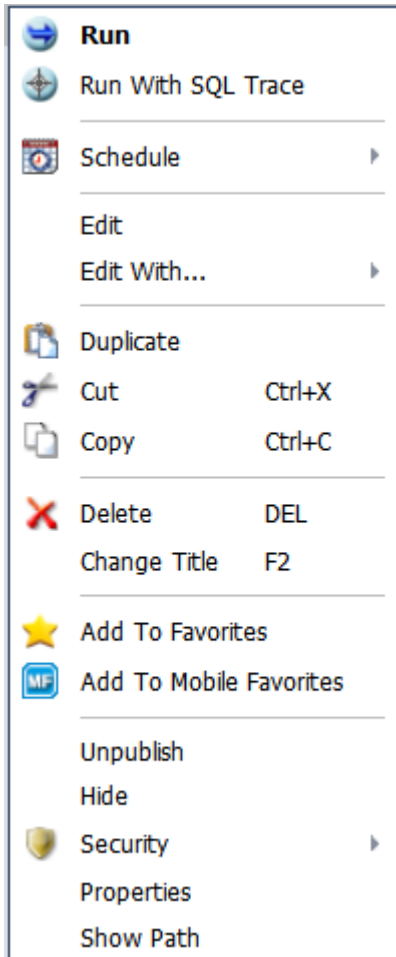 Run
Run With SQL Trace
Schedule
Edit
Edit With...
Duplicate
Cut Ctrl+X
Copy Ctrl+C
Delete DEL
Change Title F2
Add To Favorites
MF Add To Mobile Favorites
Unpublish
Hide
Security
Properties
Show Path